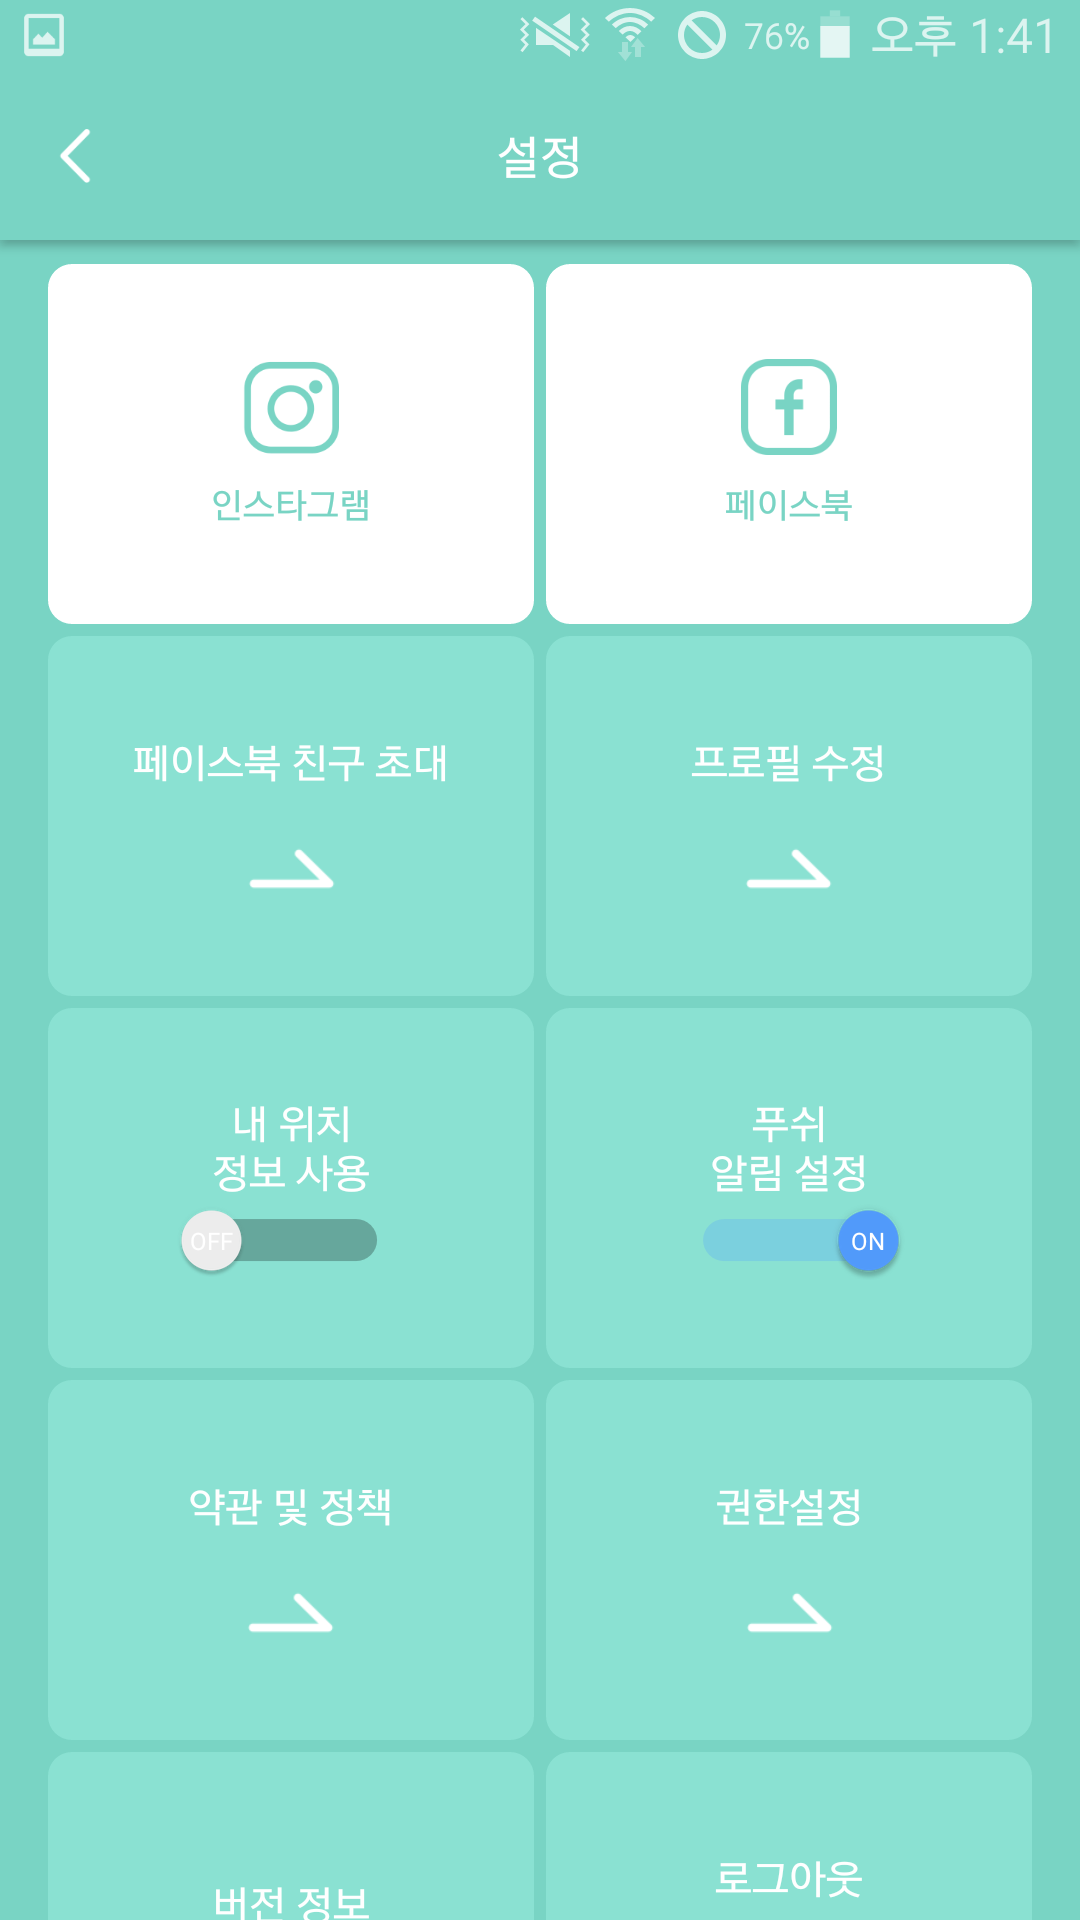 76% 오후 1:41
설정
인스타그램
페이스북
페이스북 친구 초대
프로필 수정
내 위치
정보 사용
OFF
푸쉬
알림 설정
ON
약관 및 정책
권한설정
버전 정보
로그아웃